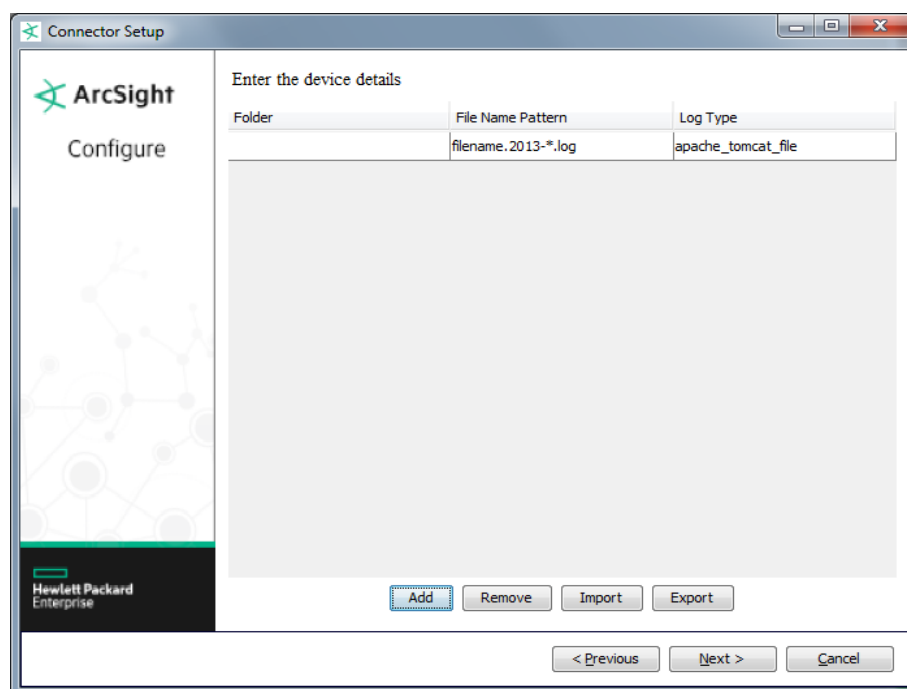 Connector Setup
ArcSight
Configure
Enter the device details
Folder File Name Pattern Log Type
filename.2013-*.log apache_tomcat_file
Hewlett Packard
Enterprise
Add Remove Import Export
< Previous Next > Cancel